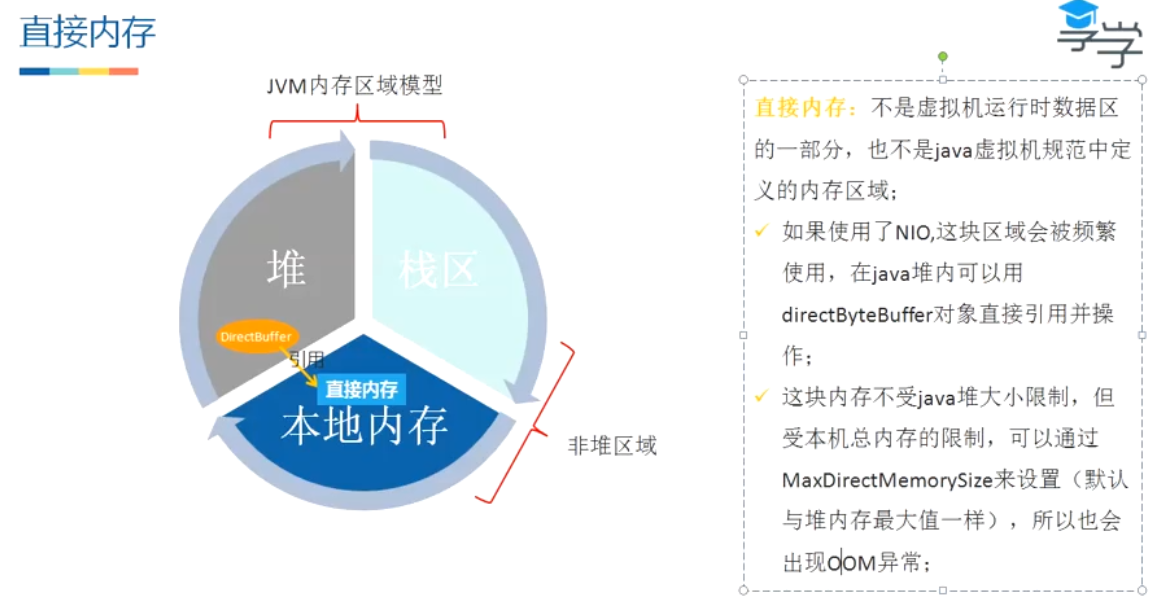 直接内存
享学
JVM内存区域模型
堆
栈区
DirectBuffer
引用
直接内存
本地内存
非堆区域
直接内存：不是虚拟机运行时数据区
的一部分，也不是java虚拟机规范中定
义的内存区域；
✓ 如果使用了NIO,这块区域会被频繁
使用，在java堆内可以用
directByteBuffer对象直接引用并操
作；
✓ 这块内存不受java堆大小限制，但
受本机总内存的限制，可以通过
MaxDirectMemorySize来设置（默认
与堆内存最大值一样），所以也会
出现OOM异常；